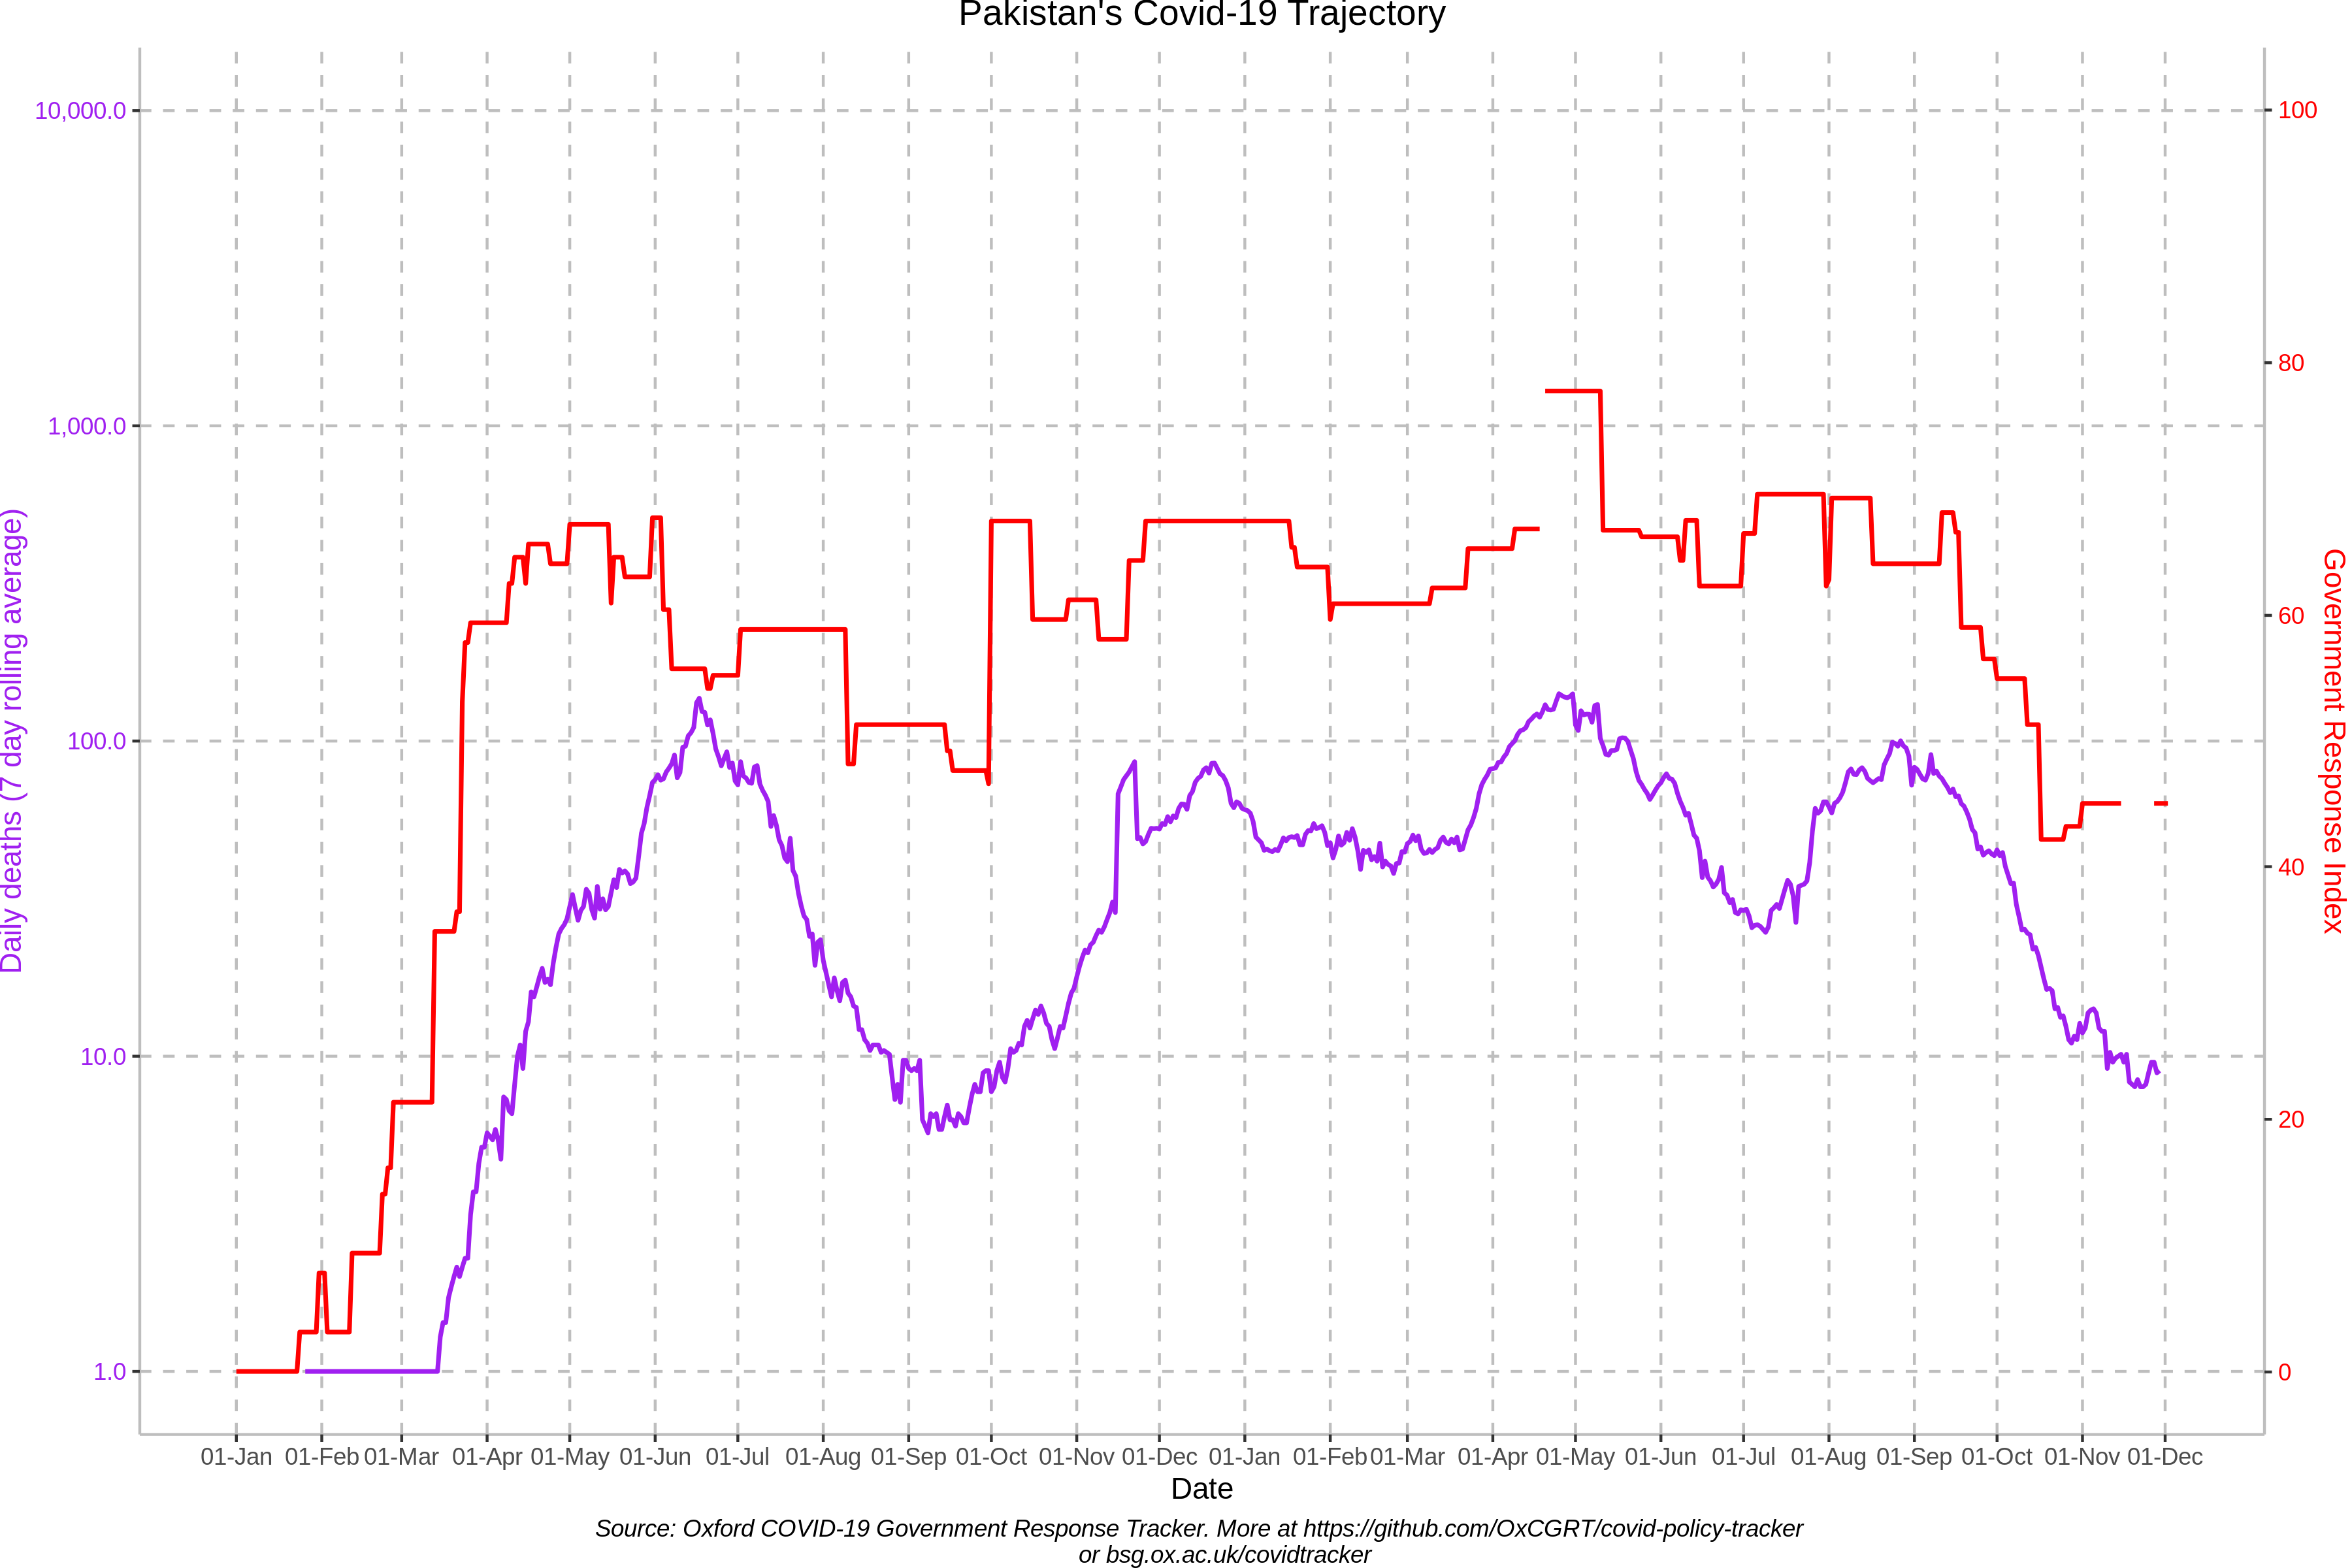 Pakistan's Covid-19 Trajectory
10,000.0
1,000.0
100.0
10.0
1.0
Daily deaths (7 day rolling average)
100
80
60
40
20
0
Government Response Index
01-Jan 01-Feb 01-Mar 01-Apr 01-May 01-Jun 01-Jul 01-Aug 01-Sep 01-Oct 01-Nov 01-Dec 01-Jan 01-Feb 01-Mar 01-Apr 01-May 01-Jun 01-Jul 01-Aug 01-Sep 01-Oct 01-Nov 01-Dec
Date
Source: Oxford COVID-19 Government Response Tracker. More at https://github.com/OxCGRT/covid-policy-tracker
or bsg.ox.ac.uk/covidtracker